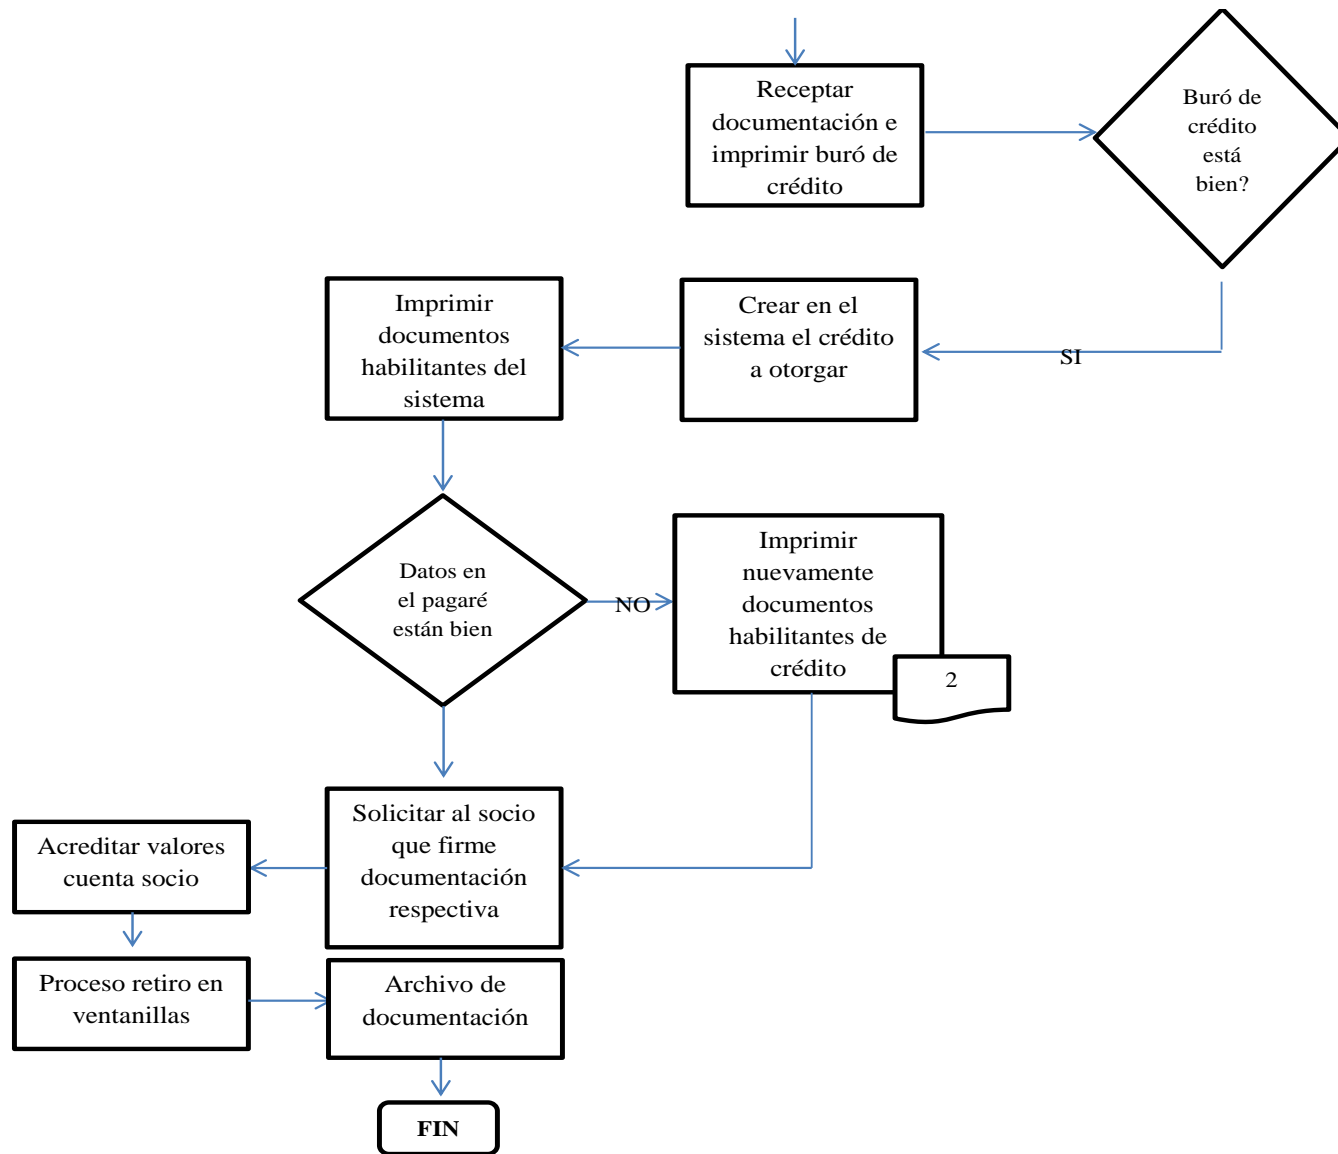 Receptar
documentación e
imprimir buró de
crédito
Buró de
crédito
está
bien?
SI
Crear en el
sistema el crédito
a otorgar
Imprimir
documentos
habilitantes del
sistema
Datos en
el pagaré
están bien
NO
Imprimir
nuevamente
documentos
habilitantes de
crédito
2
Solicitar al socio
que firme
documentación
respectiva
Acreditar valores
cuenta socio
Proceso retiro en
ventanillas
Archivo de
documentación
FIN